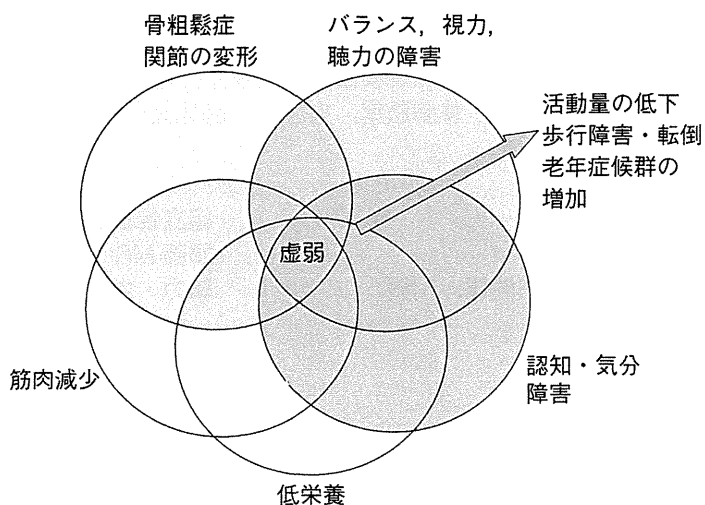 骨粗鬆症
関節の変形
バランス，視力，
聴力の障害
活動量の低下
歩行障害・転倒
老年症候群の
増加
虚弱
筋肉減少
認知・気分
障害
低栄養